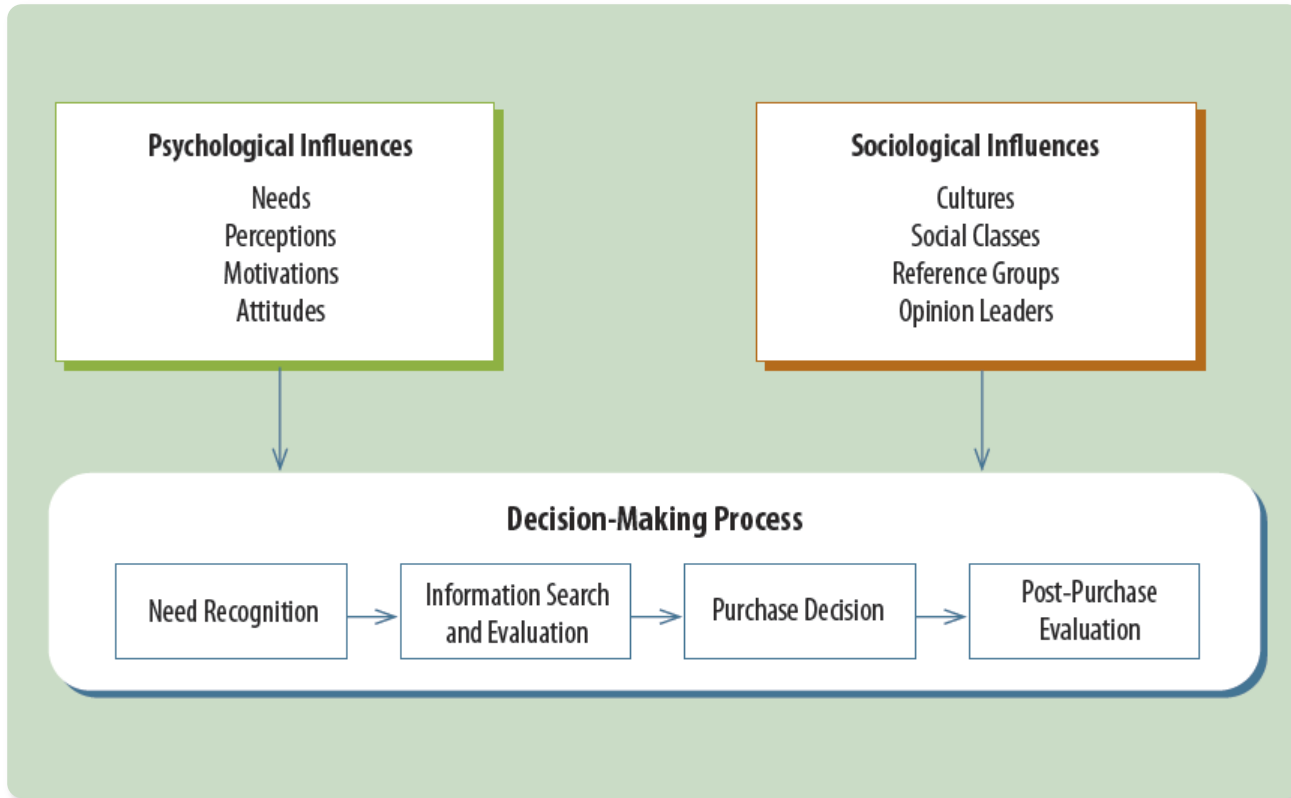 Psychological Influences
Needs
Perceptions
Motivations
Attitudes
Sociological Influences
Cultures
Social Classes
Reference Groups
Opinion Leaders
Decision-Making Process
Need Recognition
Information Search
and Evaluation
Purchase Decision
Post-Purchase
Evaluation